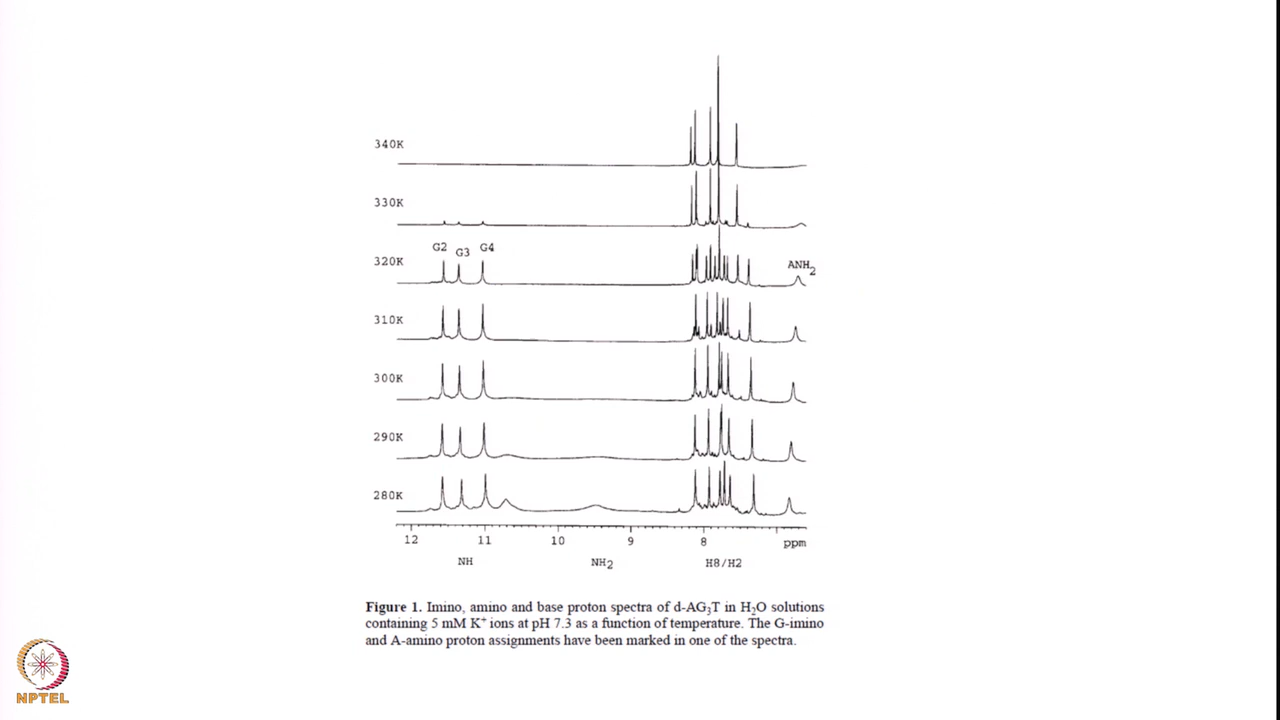 340K
330K
G2 G3 G4
320K
ANH2
310K
300K
290K
280K
12 11 10 9 8 ppm
NH NH2 H8/H2
Figure 1. Imino, amino and base proton spectra of d-AG3T in H2O solutions
containing 5 mM K+ ions at pH 7.3 as a function of temperature. The G-imino
and A-amino proton assignments have been marked in one of the spectra.
NPTEL